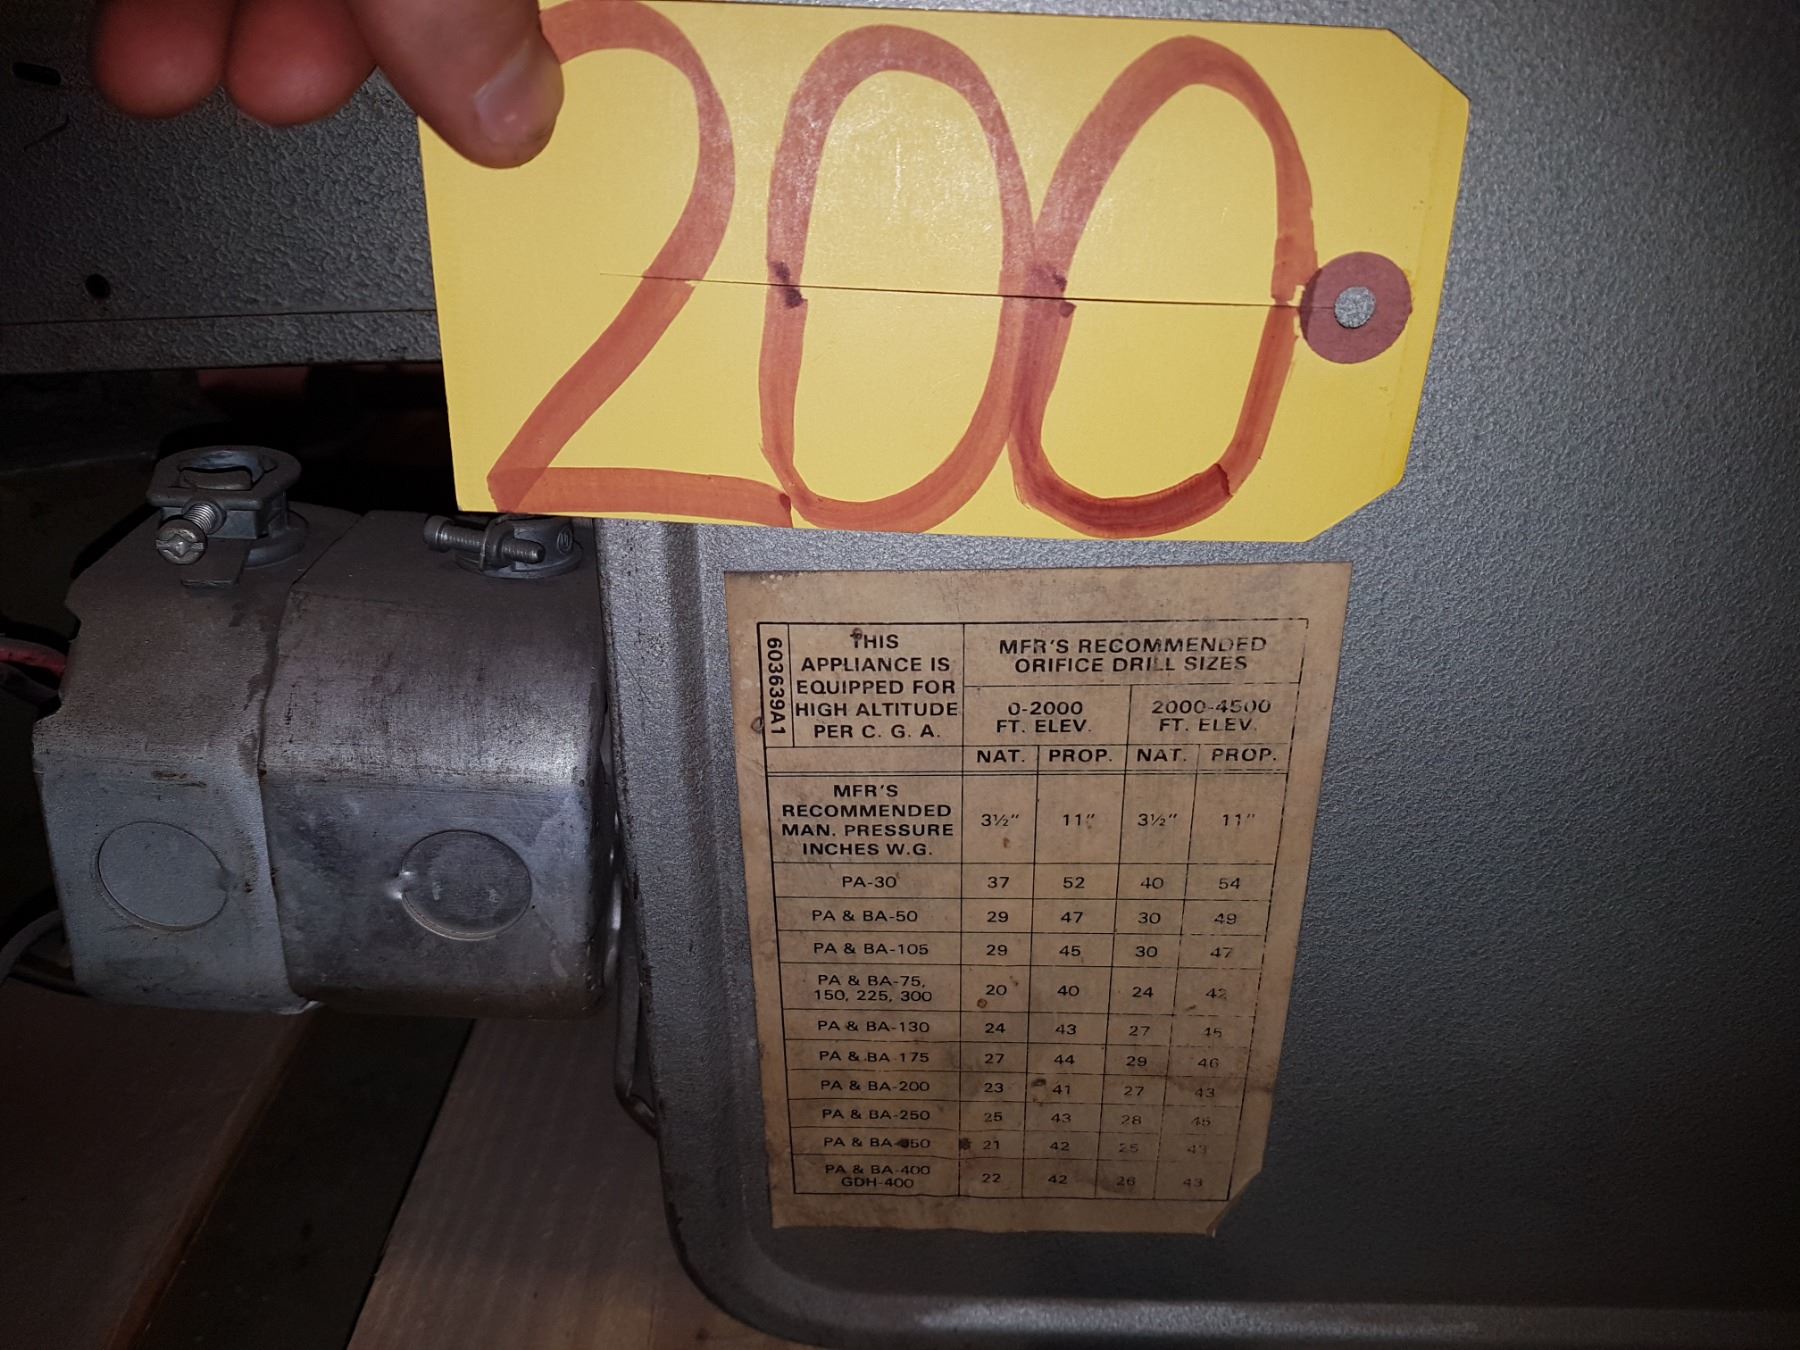 200
603639A1
THIS
APPLIANCE IS
EQUIPPED FOR
HIGH ALTITUDE
PER C. G. A.
MFR'S RECOMMENDED
ORIFICE DRILL SIZES
0-2000
FT. ELEV.
2000-4500
FT. ELEV.
NAT. PROP. NAT. PROP.
MFR'S
RECOMMENDED
MAN. PRESSURE
INCHES W.G.
3½" 11" 3½" 11"
PA-30 37 52 40 54
PA & BA-50 29 47 30 49
PA & BA-105 29 45 30 47
PA & BA-75,
150, 225, 300 20 40 24 42
PA & BA-130 24 43 27 45
PA & BA 175 27 44 29 46
PA & BA-200 23 41 27 43
PA & BA-250 25 43 28 45
PA & 21 42 25 43
PA & BA-400
GDH-400 22 42 26 43